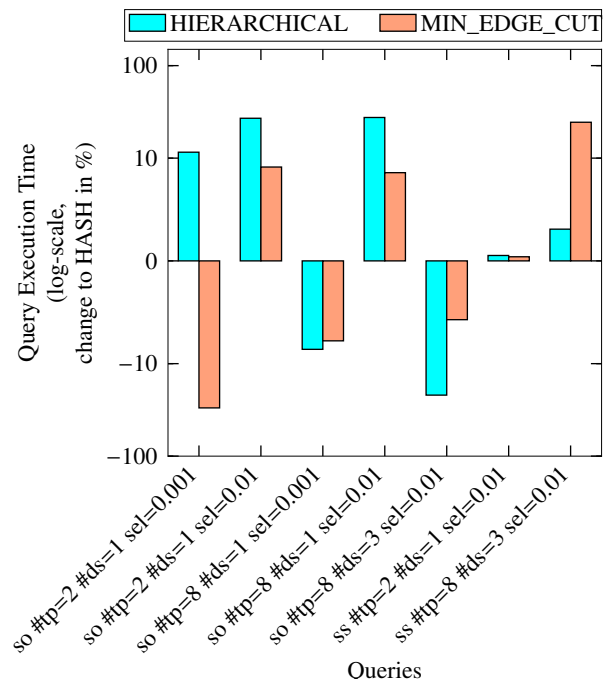 HIERARCHICAL MIN_EDGE_CUT
100
10
0
−10
−100
Query Execution Time
(log-scale,
change to HASH in %)
so #tp=2 #ds=1 sel=0.001
so #tp=2 #ds=1 sel=0.01
so #tp=8 #ds=1 sel=0.001
so #tp=8 #ds=1 sel=0.01
so #tp=8 #ds=3 sel=0.01
ss #tp=2 #ds=1 sel=0.01
ss #tp=8 #ds=3 sel=0.01
Queries